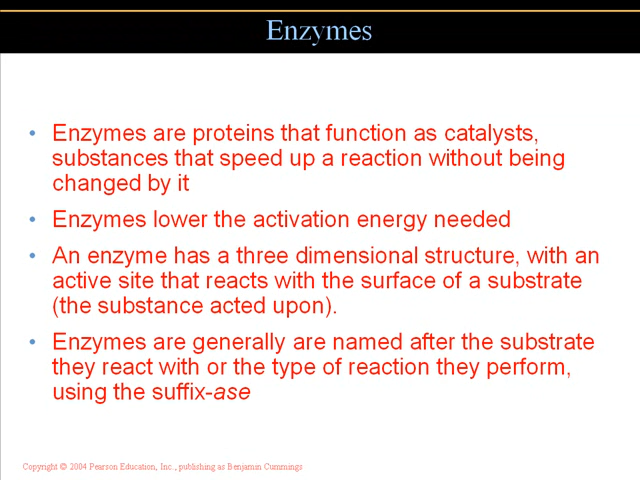 Enzymes
• Enzymes are proteins that function as catalysts,
substances that speed up a reaction without being
changed by it
• Enzymes lower the activation energy needed
• An enzyme has a three dimensional structure, with an
active site that reacts with the surface of a substrate
(the substance acted upon).
• Enzymes are generally are named after the substrate
they react with or the type of reaction they perform,
using the suffix-ase
Copyright © 2004 Pearson Education, Inc., publishing as Benjamin Cummings